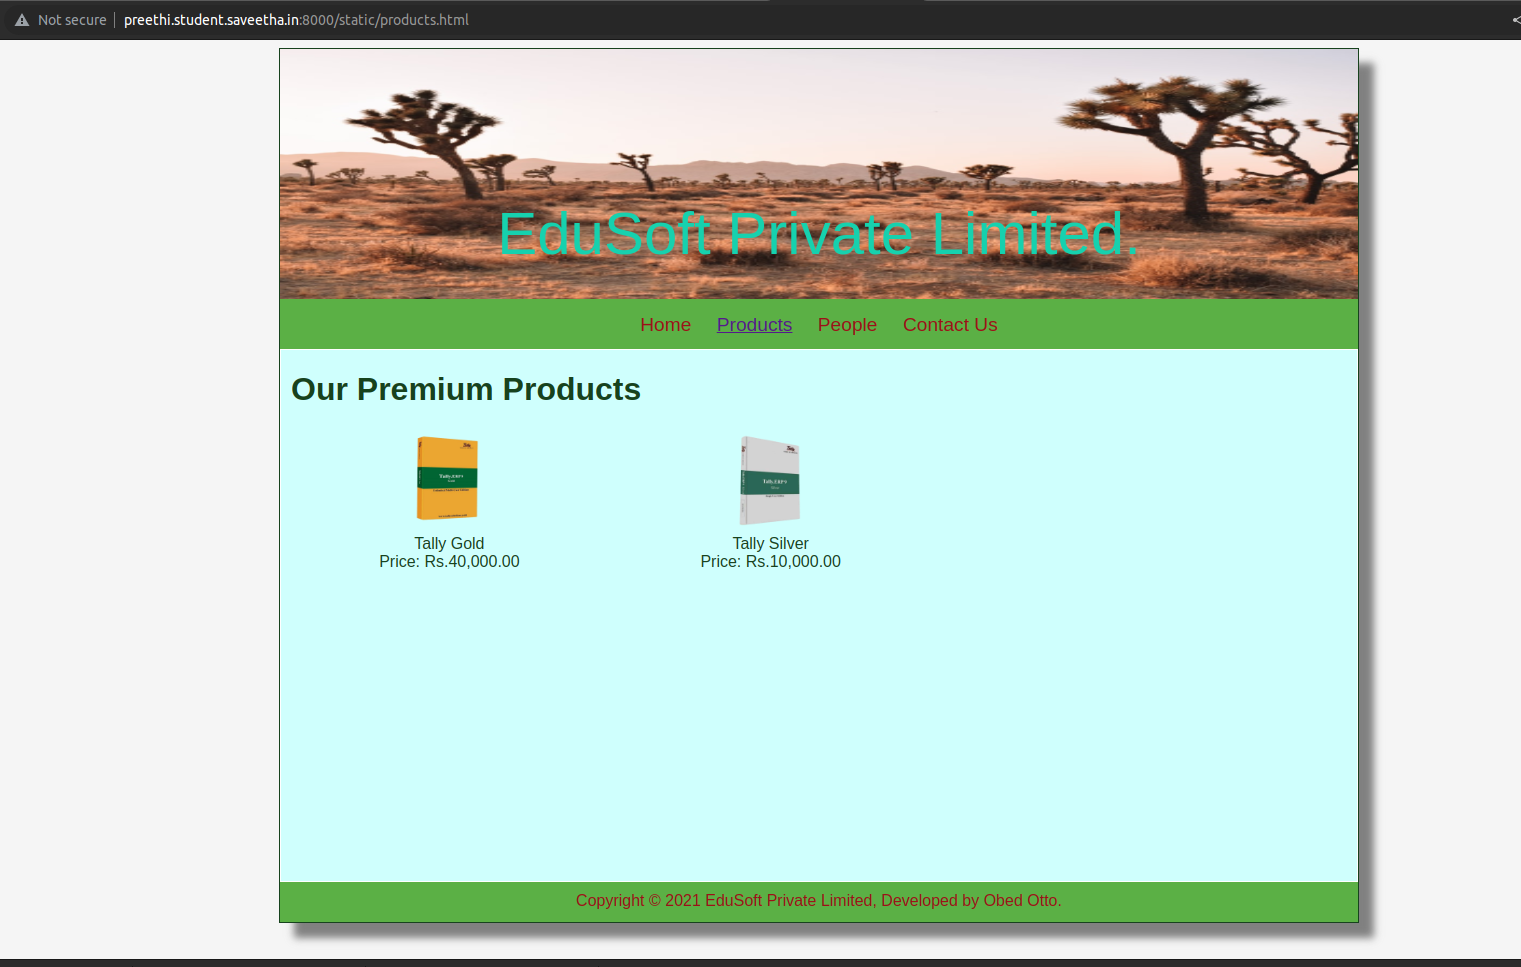 Not secure preethi.student.saveetha.in:8000/static/products.html
EduSoft Private Limited.
Home Products People Contact Us
Our Premium Products
Tally Gold
Price: Rs.40,000.00
Tally Silver
Price: Rs.10,000.00
Copyright © 2021 EduSoft Private Limited, Developed by Obed Otto.